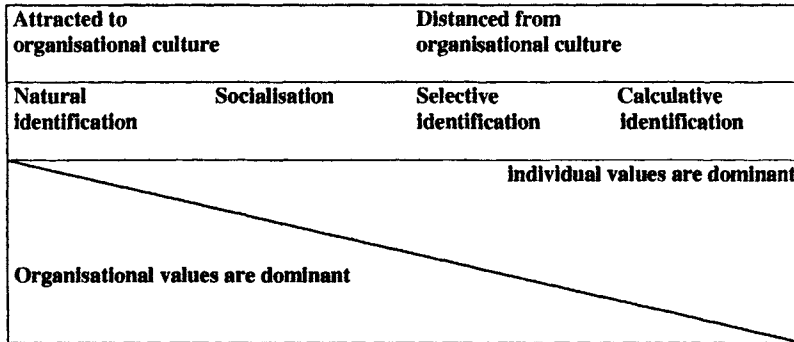 Attracted to
organisational culture
Distanced from
organisational culture
Natural
identification
Socialisation
Selective
identification
Calculative
identification
individual values are dominant
Organisational values are dominant